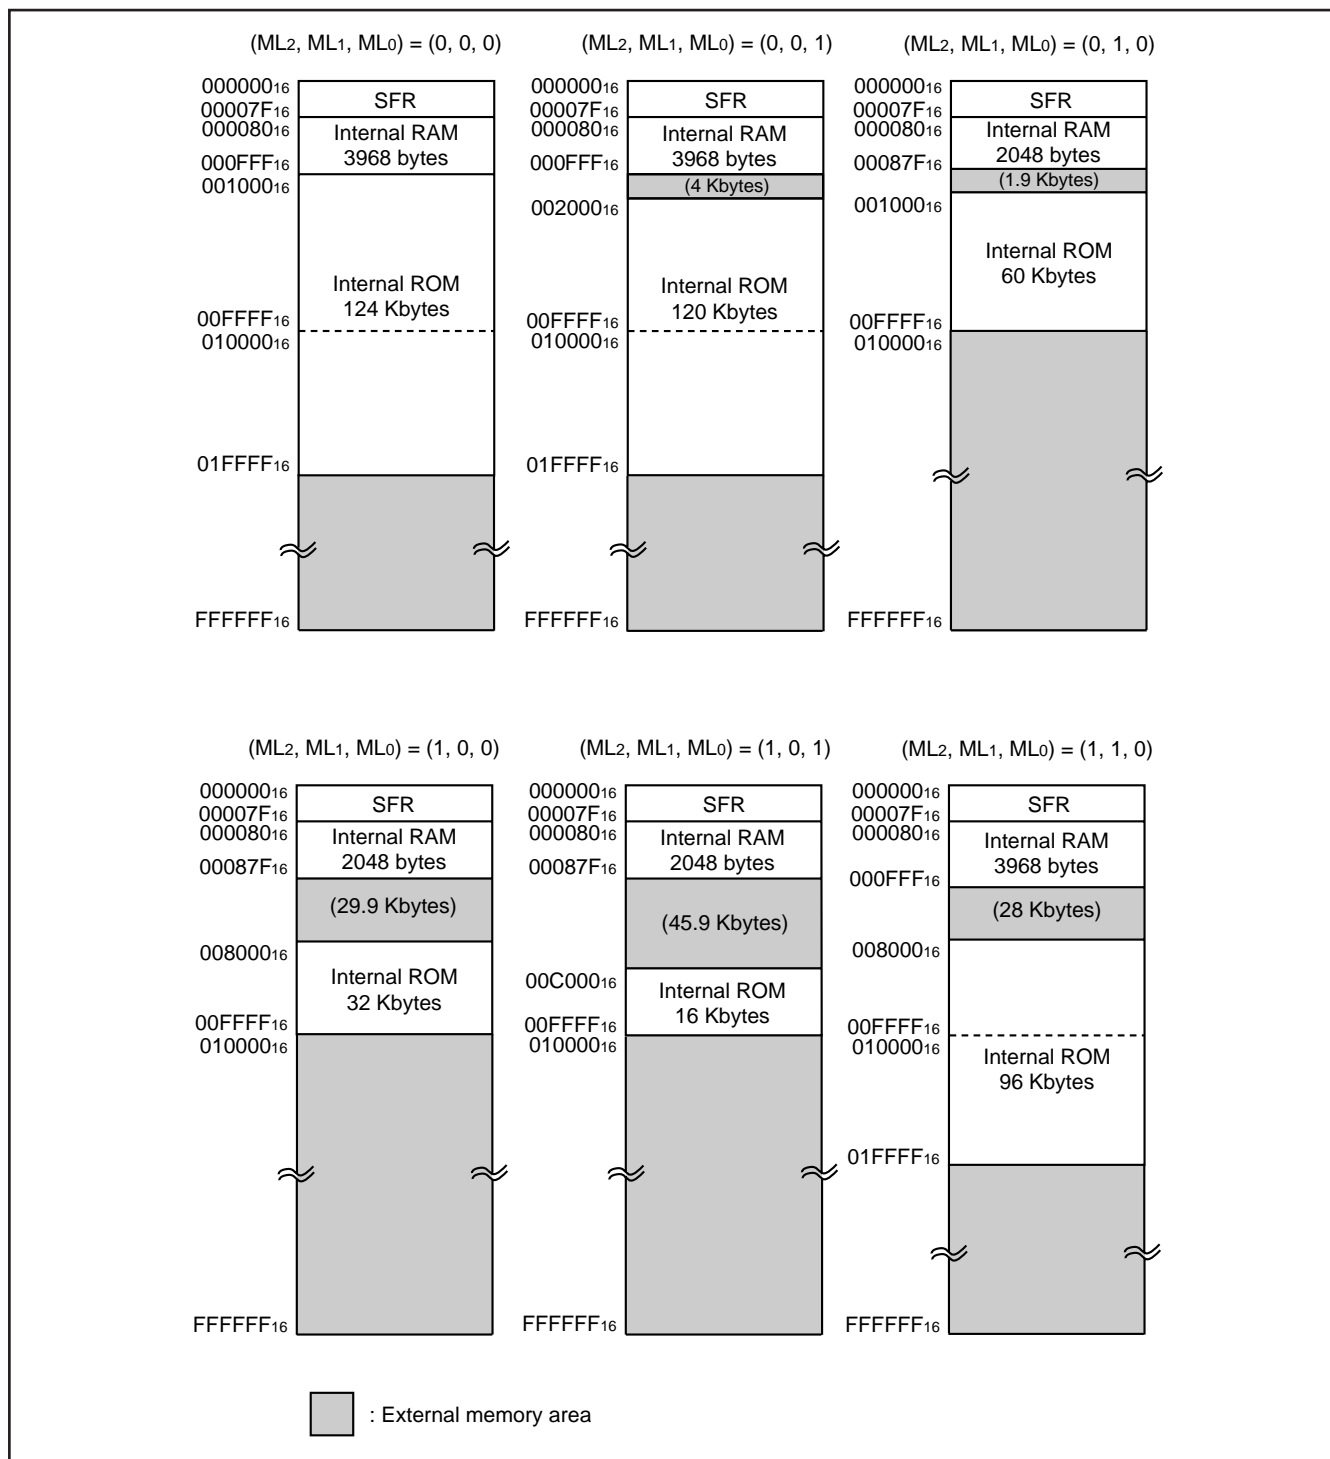 (ML2, ML1, ML0) = (0, 0, 0)
00000016
00007F16
00008016
000FFF16
00100016
00FFFF16
01000016
01FFFF16
FFFFFF16
SFR
Internal RAM
3968 bytes
Internal ROM
124 Kbytes
(ML2, ML1, ML0) = (0, 0, 1)
00000016
00007F16
00008016
000FFF16
00200016
00FFFF16
01000016
01FFFF16
FFFFFF16
SFR
Internal RAM
3968 bytes
(4 Kbytes)
Internal ROM
120 Kbytes
(ML2, ML1, ML0) = (0, 1, 0)
00000016
00007F16
00008016
00087F16
00100016
00FFFF16
01000016
FFFFFF16
SFR
Internal RAM
2048 bytes
(1.9 Kbytes)
Internal ROM
60 Kbytes
(ML2, ML1, ML0) = (1, 0, 0)
00000016
00007F16
00008016
00087F16
00800016
00FFFF16
01000016
FFFFFF16
SFR
Internal RAM
2048 bytes
(29.9 Kbytes)
Internal ROM
32 Kbytes
(ML2, ML1, ML0) = (1, 0, 1)
00000016
00007F16
00008016
00087F16
00C00016
00FFFF16
01000016
FFFFFF16
SFR
Internal RAM
2048 bytes
(45.9 Kbytes)
Internal ROM
16 Kbytes
(ML2, ML1, ML0) = (1, 1, 0)
00000016
00007F16
00008016
000FFF16
00800016
00FFFF16
01000016
01FFFF16
FFFFFF16
SFR
Internal RAM
3968 bytes
(28 Kbytes)
Internal ROM
96 Kbytes
: External memory area